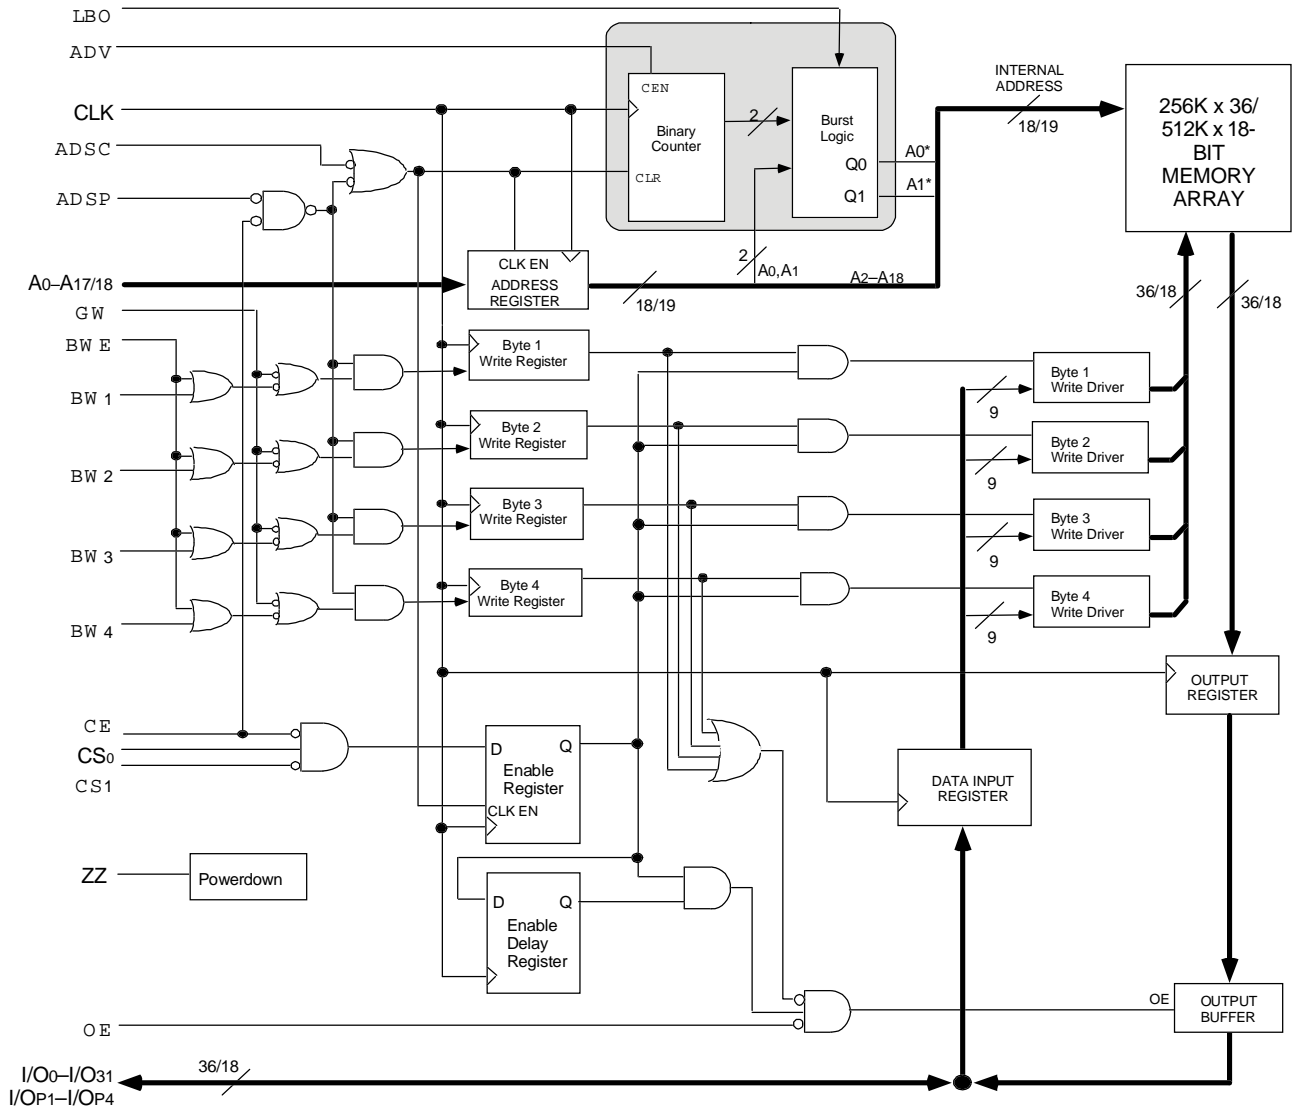 LBO
ADV
CLK
ADSC
ADSP
A0–A17/18
GW
BWE
BW1
BW2
BW3
BW4
CE
CS0
CS1
ZZ
OE
I/O0–I/O31
I/OP1–I/OP4
36/18
CEN
Binary
Counter
CLR
2
Burst
Logic
Q0
Q1
A0*
A1*
2
A0,A1
A2–A18
INTERNAL
ADDRESS
18/19
256K x 36/
512K x 18-
BIT
MEMORY
ARRAY
CLK EN
ADDRESS
REGISTER
18/19
36/18
36/18
Byte 1
Write Register
Byte 2
Write Register
Byte 3
Write Register
Byte 4
Write Register
Byte 1
Write Driver
9
Byte 2
Write Driver
9
Byte 3
Write Driver
9
Byte 4
Write Driver
9
OUTPUT
REGISTER
D
Q
Enable
Register
CLK EN
DATA INPUT
REGISTER
Powerdown
D
Q
Enable
Delay
Register
OE
OUTPUT
BUFFER